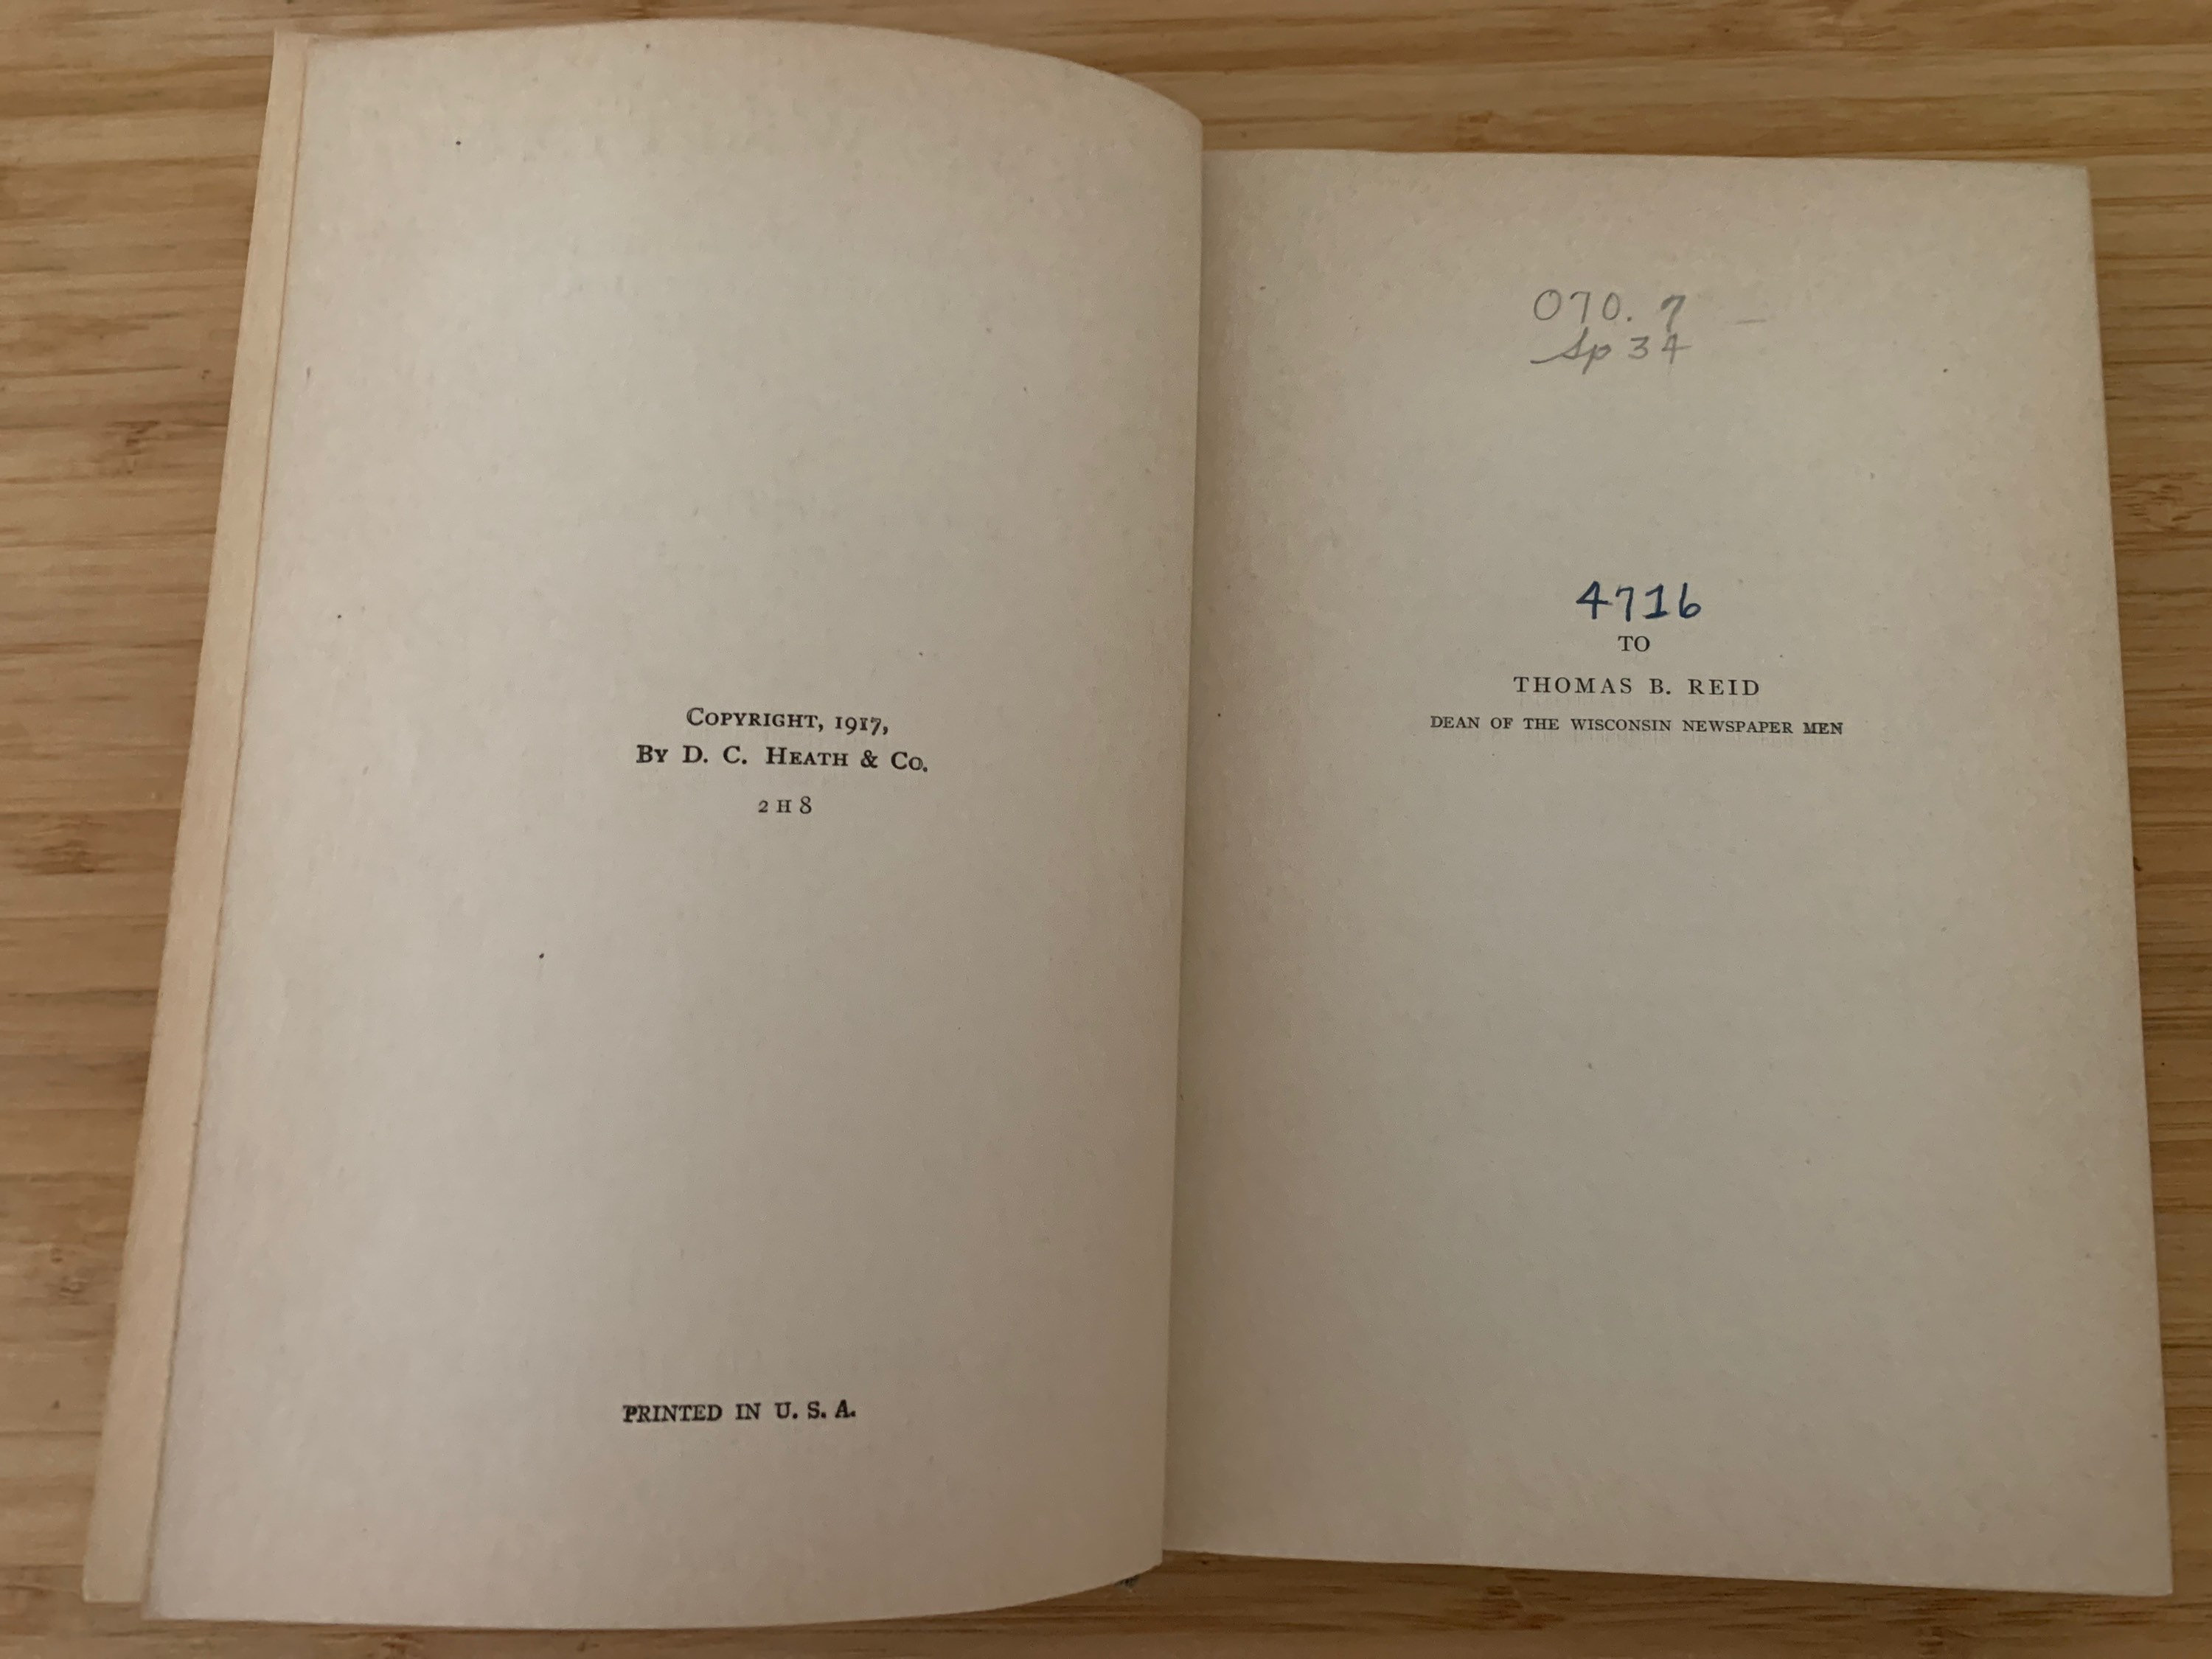 COPYRIGHT, 1917,
BY D. C. HEATH & CO.
2 H 8
PRINTED IN U. S. A.
070.7
Sp 34
4716
TO
THOMAS B. REID
DEAN OF THE WISCONSIN NEWSPAPER MEN